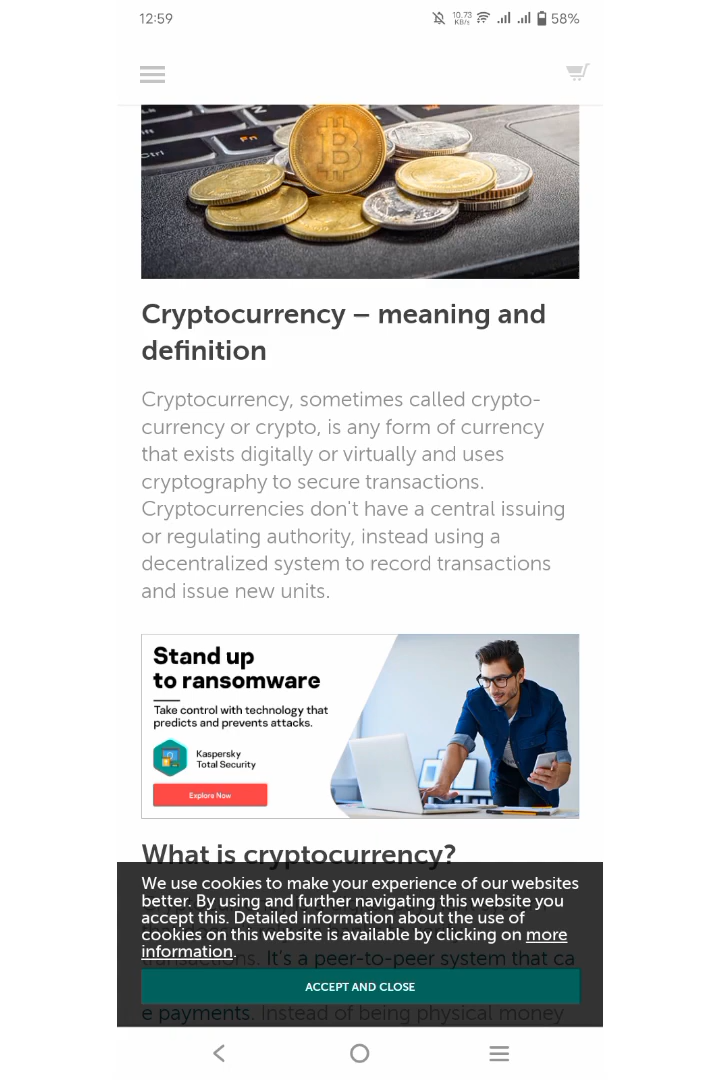 12:59
10.73
KB/s
58%
Fn
Ctrl
B
Cryptocurrency – meaning and
definition
Cryptocurrency, sometimes called crypto-
currency or crypto, is any form of currency
that exists digitally or virtually and uses
cryptography to secure transactions.
Cryptocurrencies don't have a central issuing
or regulating authority, instead using a
decentralized system to record transactions
and issue new units.
Stand up
to ransomware
Take control with technology that
predicts and prevents attacks.
Kaspersky
Total Security
Explore Now
What is cryptocurrency?
We use cookies to make your experience of our websites
better. By using and further navigating this website you
accept this. Detailed information about the use of
cookies on this website is available by clicking on more
information.
transactions. It's a peer-to-peer system that ca
ACCEPT AND CLOSE
e payments. Instead of being physical money